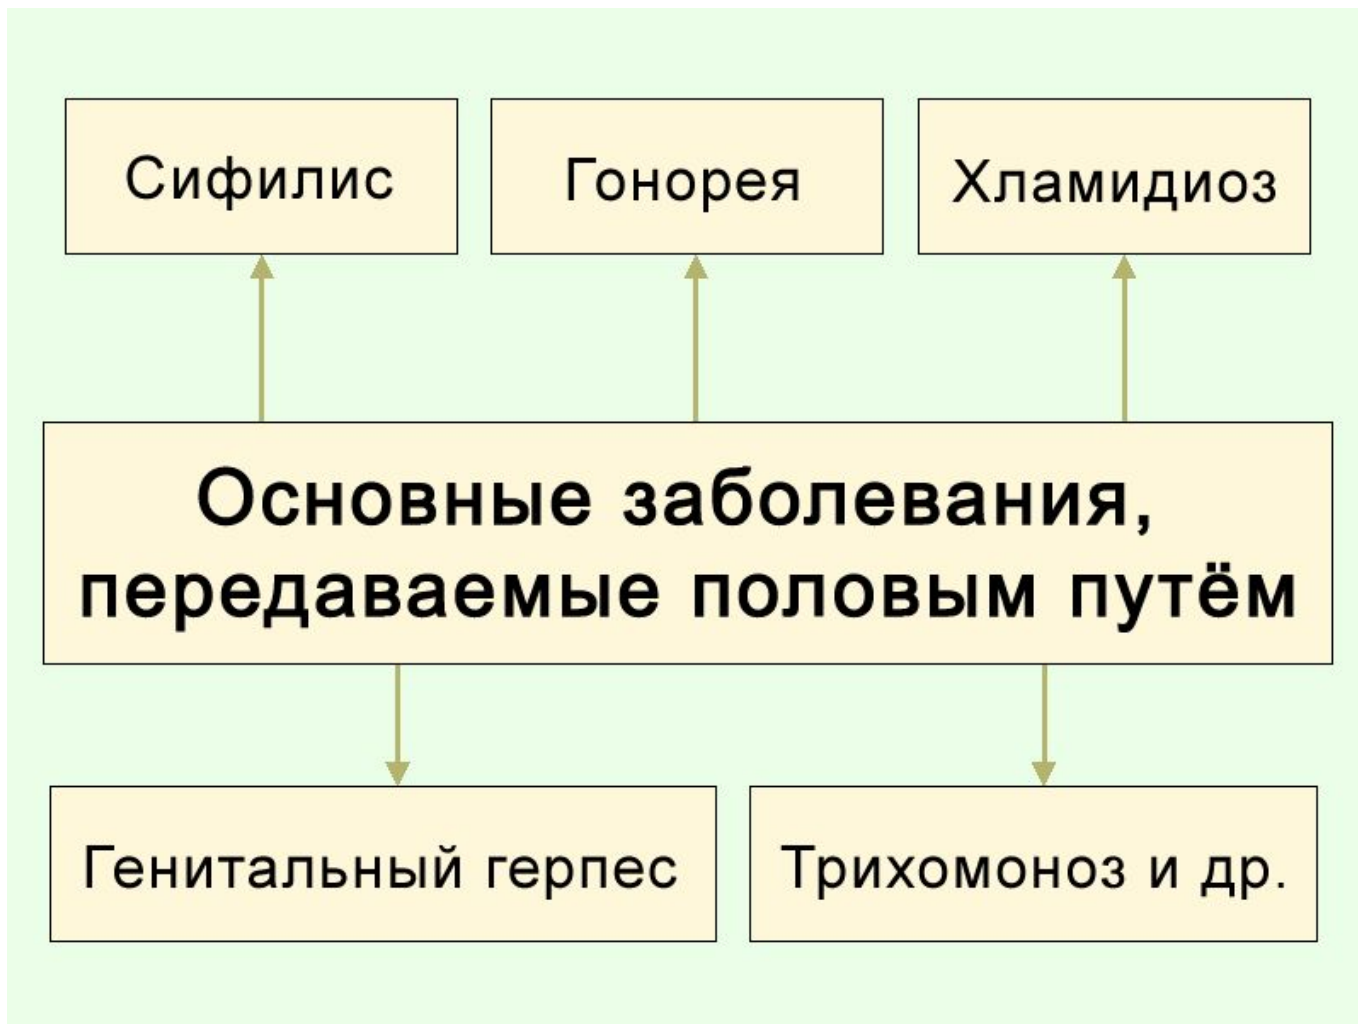 Сифилис
Гонорея
Хламидиоз
Основные заболевания,
передаваемые половым путём
Генитальный герпес
Трихомоноз и др.